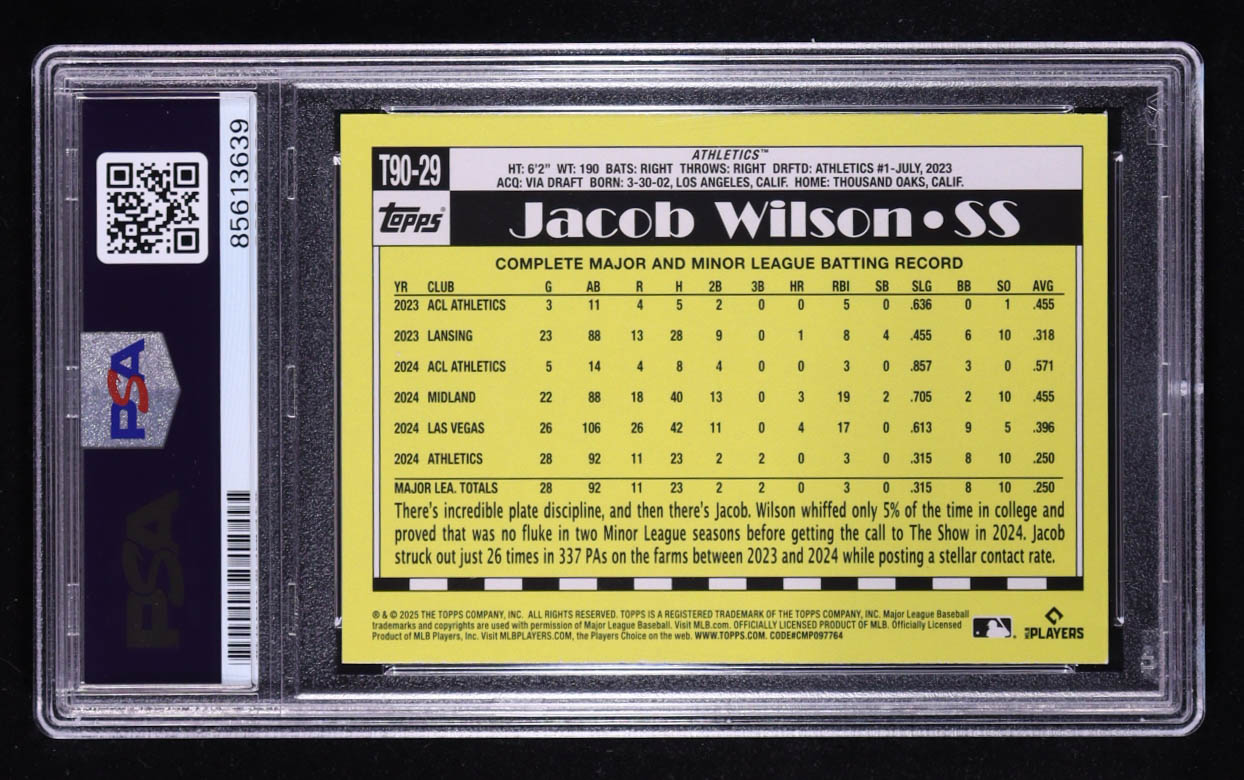 85613639
PSA
PSA
T90-29
ATHLETICS™
HT: 6'2" WT: 190 BATS: RIGHT THROWS: RIGHT DRFTD: ATHLETICS #1-JULY, 2023
ACQ: VIA DRAFT BORN: 3-30-02, LOS ANGELES, CALIF. HOME: THOUSAND OAKS, CALIF.
topps®
Jacob Wilson • SS
COMPLETE MAJOR AND MINOR LEAGUE BATTING RECORD
YR CLUB G AB R H 2B 3B HR RBI SB SLG BB SO AVG
2023 ACL ATHLETICS 3 11 4 5 2 0 0 5 0 .636 0 1 .455
2023 LANSING 23 88 13 28 9 0 1 8 4 .455 6 10 .318
2024 ACL ATHLETICS 5 14 4 8 4 0 0 3 0 .857 3 0 .571
2024 MIDLAND 22 88 18 40 13 0 3 19 2 .705 2 10 .455
2024 LAS VEGAS 26 106 26 42 11 0 4 17 0 .613 9 5 .396
2024 ATHLETICS 28 92 11 23 2 2 0 3 0 .315 8 10 .250
MAJOR LEA. TOTALS 28 92 11 23 2 2 0 3 0 .315 8 10 .250
There's incredible plate discipline, and then there's Jacob. Wilson whiffed only 5% of the time in college and
proved that was no fluke in two Minor League seasons before getting the call to The Show in 2024. Jacob
struck out just 26 times in 337 PAs on the farms between 2023 and 2024 while posting a stellar contact rate.
® & © 2025 THE TOPPS COMPANY, INC. ALL RIGHTS RESERVED. TOPPS IS A REGISTERED TRADEMARK OF THE TOPPS COMPANY, INC. Major League Baseball
trademarks and copyrights are used with permission of Major League Baseball. Visit MLB.com. OFFICIALLY LICENSED PRODUCT OF MLB. Officially Licensed
Product of MLB Players, Inc. Visit MLBPLAYERS.COM, the Players Choice on the web. WWW.TOPPS.COM. CODE#CMP097764
MLB PLAYERS